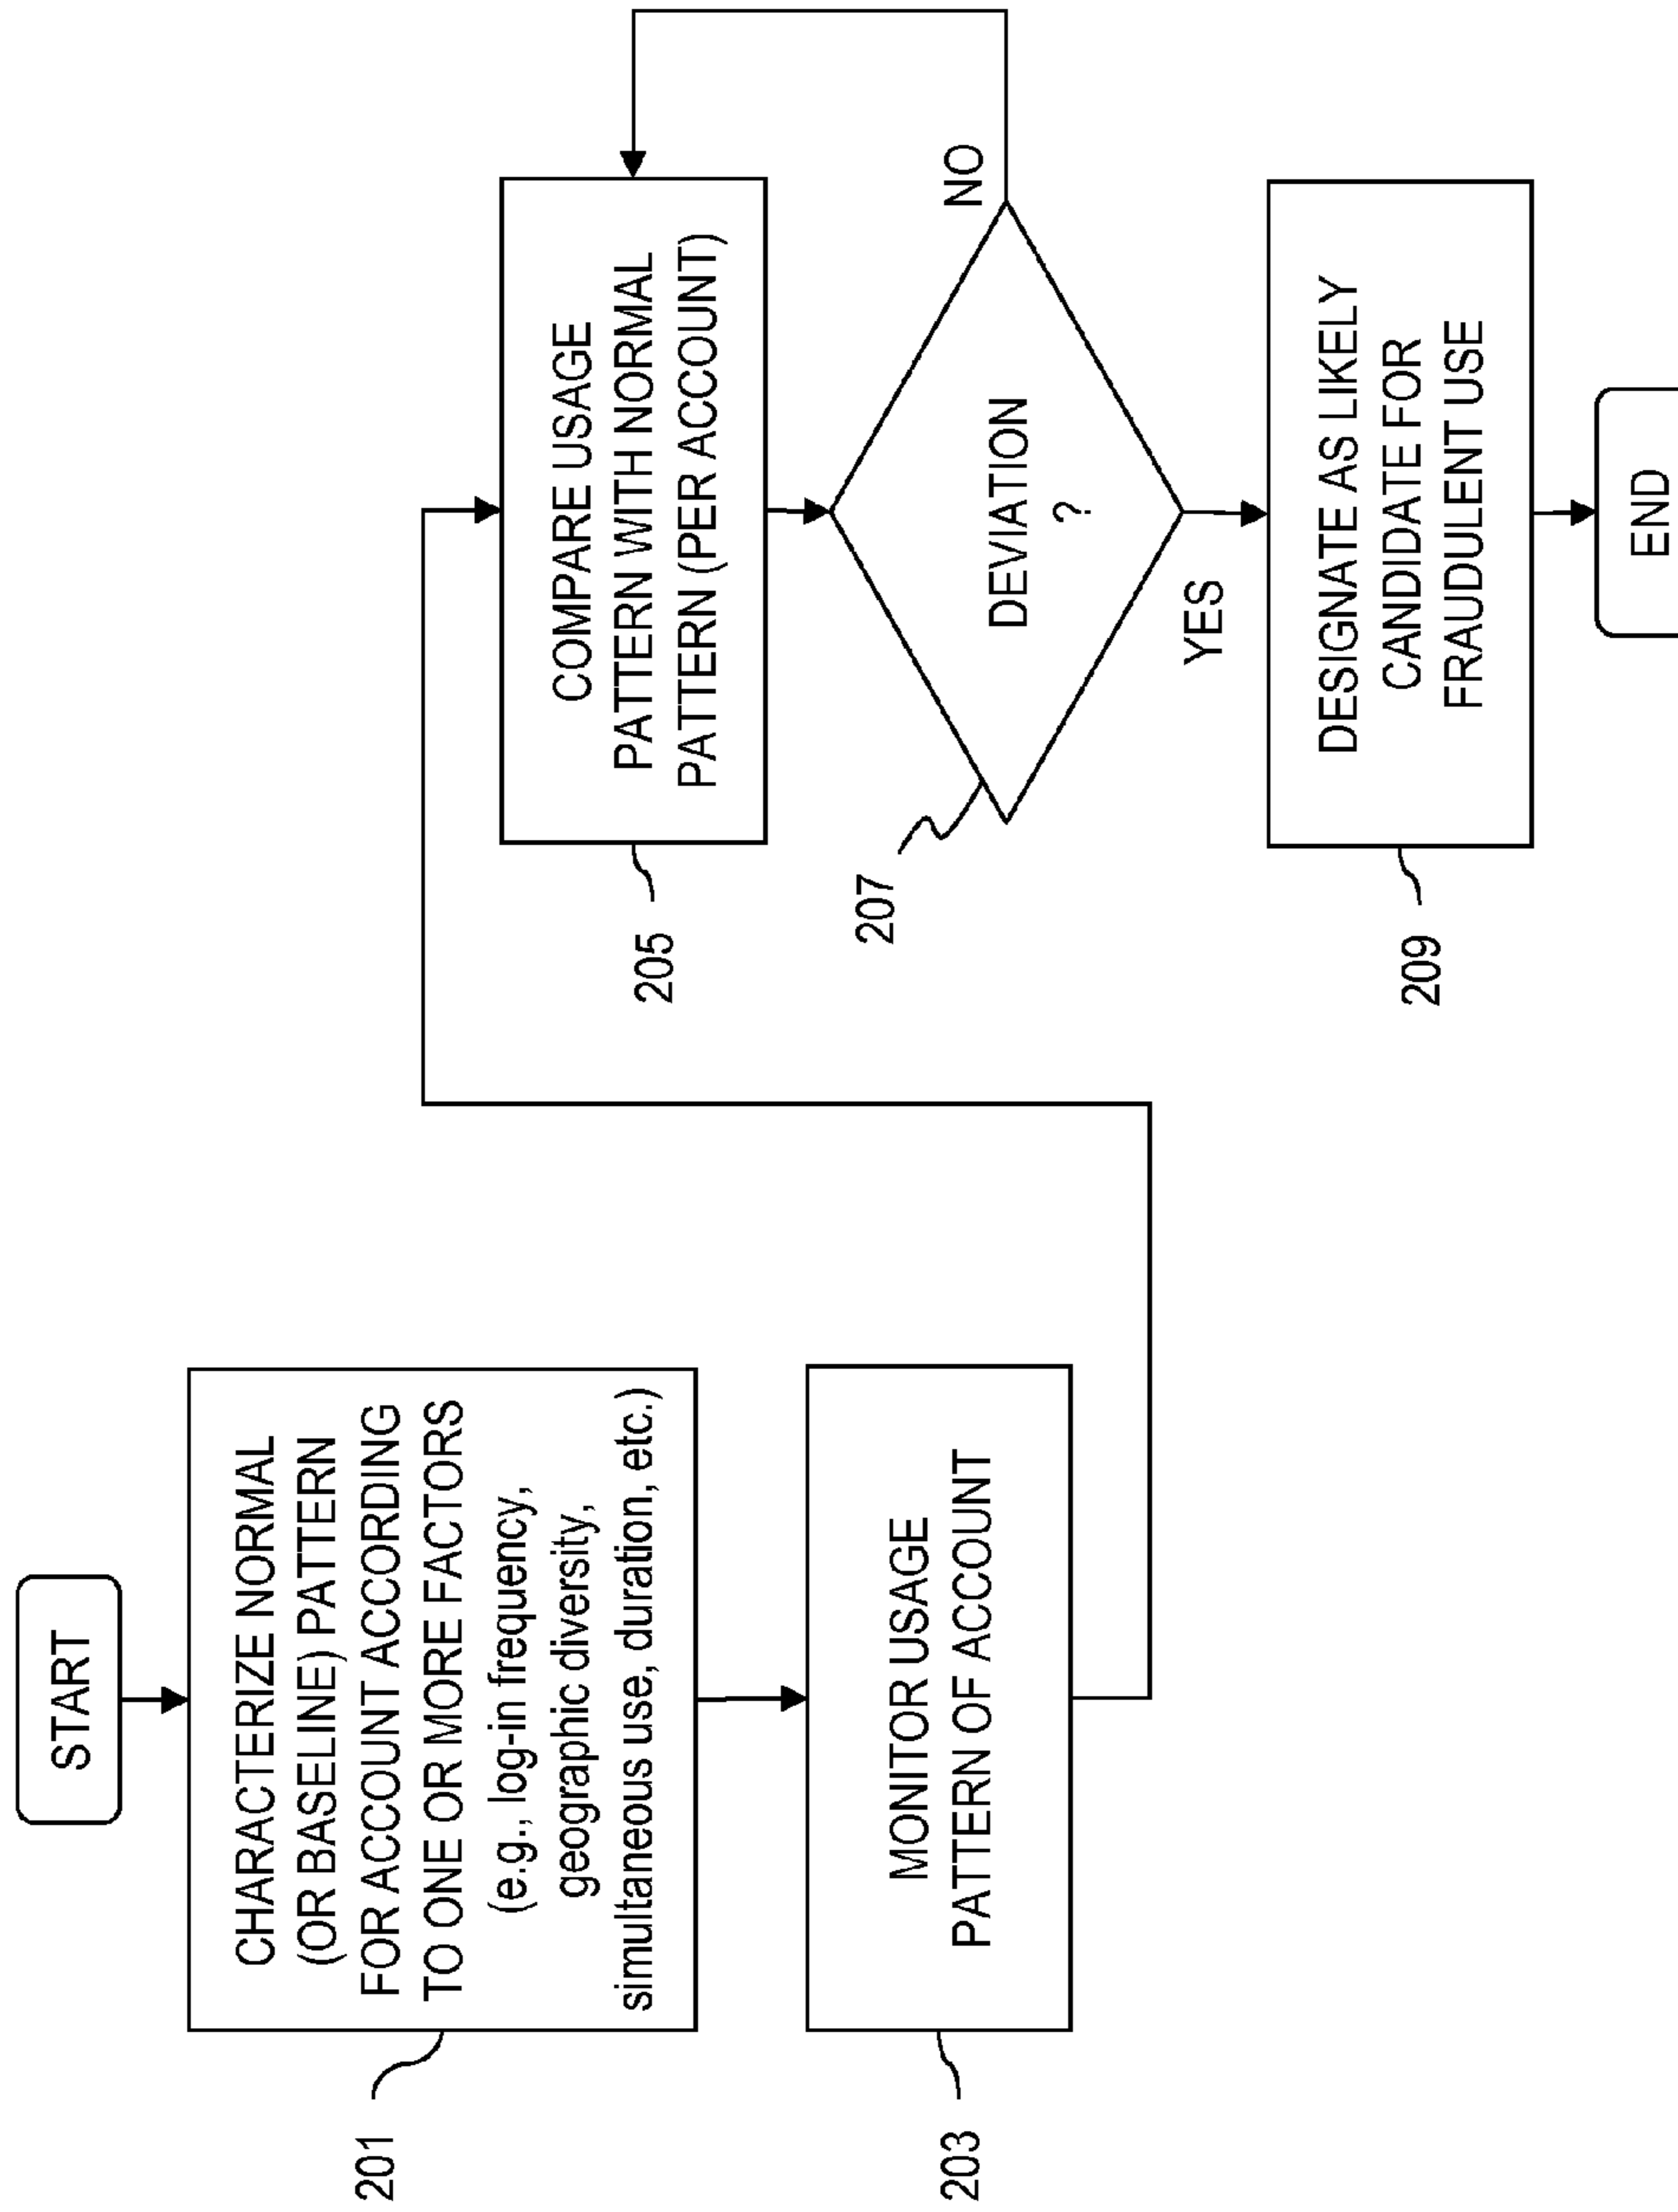 START
CHARACTERIZE NORMAL
(OR BASELINE) PATTERN
FOR ACCOUNT ACCORDING
TO ONE OR MORE FACTORS
(e.g., log-in frequency,
geographic diversity,
simultaneous use, duration, etc.)
201
MONITOR USAGE
PATTERN OF ACCOUNT
203
COMPARE USAGE
PATTERN WITH NORMAL
PATTERN (PER ACCOUNT)
205
DEVIATION
?
207
NO
YES
DESIGNATE AS LIKELY
CANDIDATE FOR
FRAUDULENT USE
209
END